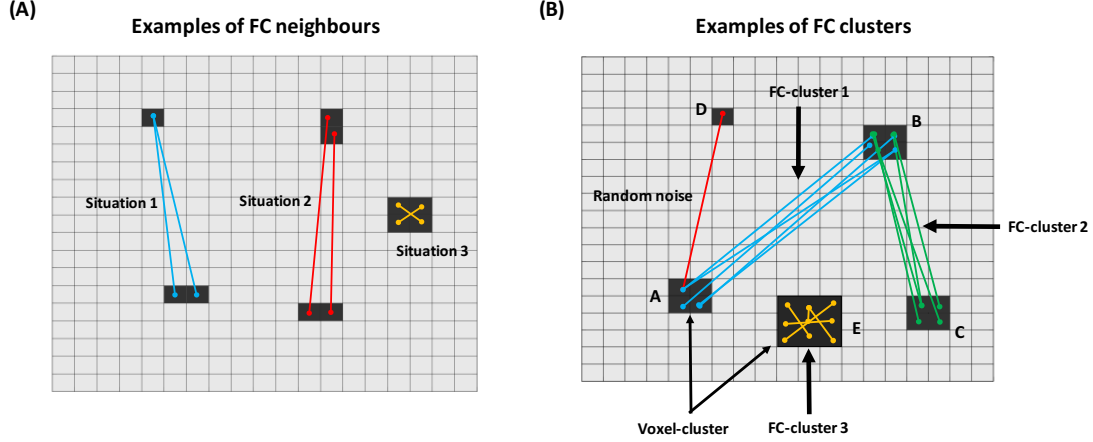 (A)
Examples of FC neighbours
Situation 1
Situation 2
Situation 3
(B)
Examples of FC clusters
FC-cluster 1
D
B
Random noise
FC-cluster 2
A
E
C
Voxel-cluster
FC-cluster 3